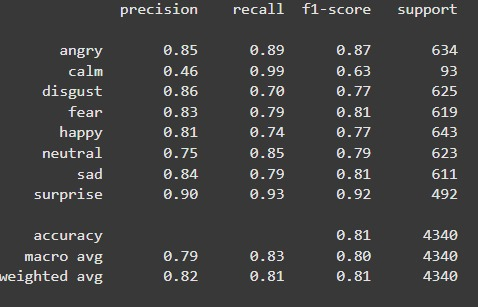 precision recall f1-score support
angry 0.85 0.89 0.87 634
calm 0.46 0.99 0.63 93
disgust 0.86 0.70 0.77 625
fear 0.83 0.79 0.81 619
happy 0.81 0.74 0.77 643
neutral 0.75 0.85 0.79 623
sad 0.84 0.79 0.81 611
surprise 0.90 0.93 0.92 492
accuracy 0.81 4340
macro avg 0.79 0.83 0.80 4340
weighted avg 0.82 0.81 0.81 4340